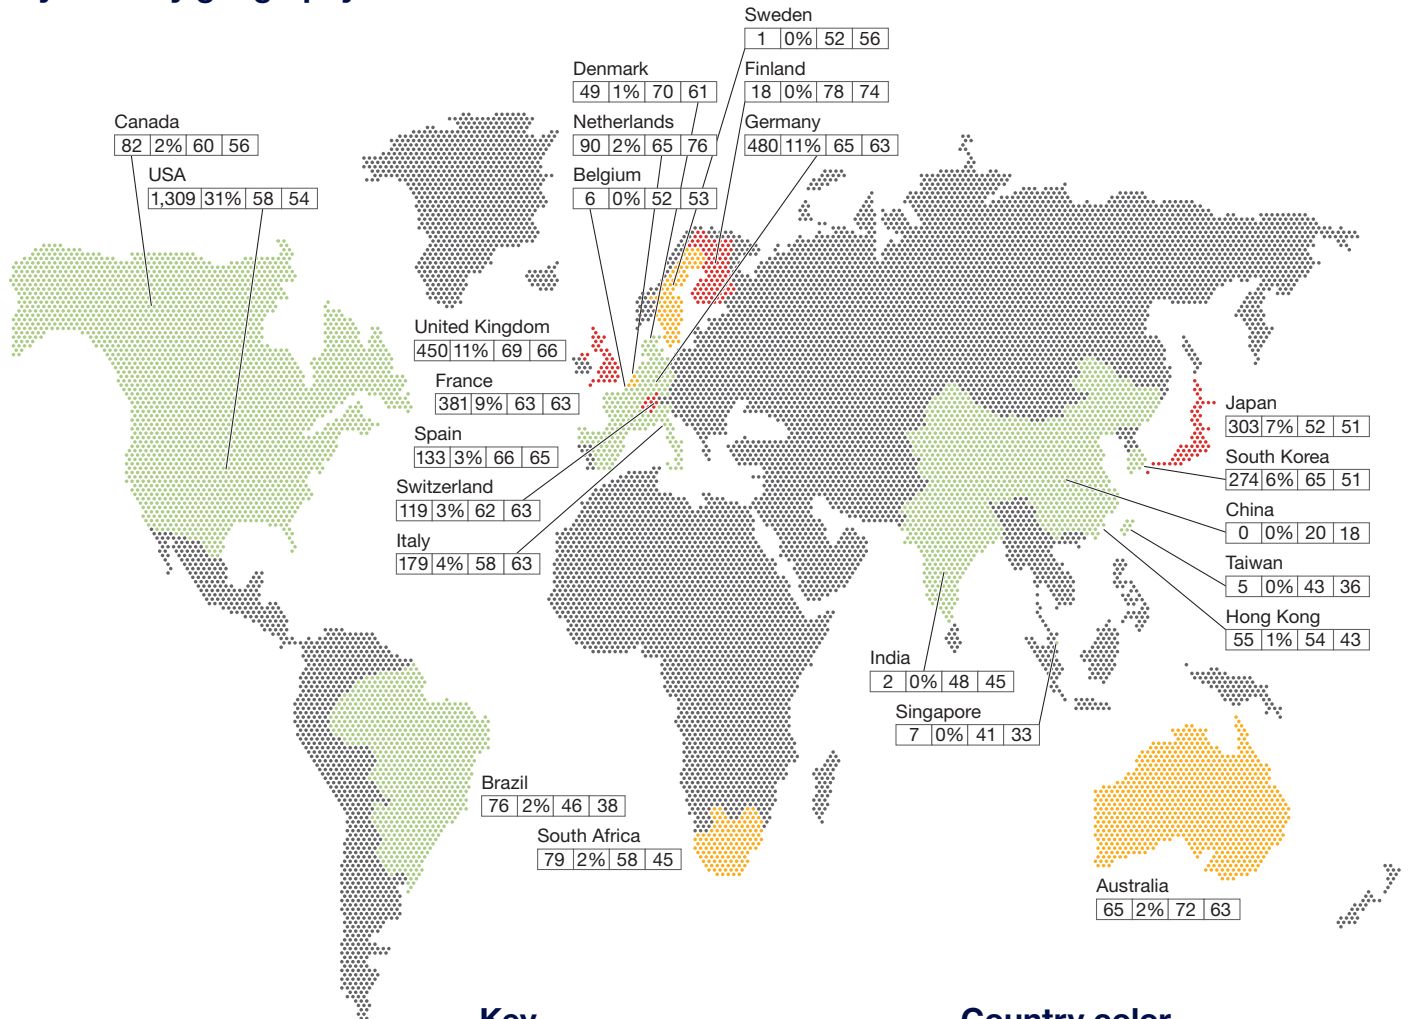 Sweden
1 0% 52 56
Denmark
49 1% 70 61
Finland
18 0% 78 74
Canada
82 2% 60 56
Netherlands
90 2% 65 76
Germany
480 11% 65 63
USA
1,309 31% 58 54
Belgium
6 0% 52 53
United Kingdom
450 11% 69 66
France
381 9% 63 63
Spain
133 3% 66 65
Switzerland
119 3% 62 63
Italy
179 4% 58 63
Japan
303 7% 52 51
South Korea
274 6% 65 51
China
0 0% 20 18
Taiwan
5 0% 43 36
Hong Kong
55 1% 54 43
India
2 0% 48 45
Singapore
7 0% 41 33
Brazil
76 2% 46 38
South Africa
79 2% 58 45
Australia
65 2% 72 63
Key
Country color